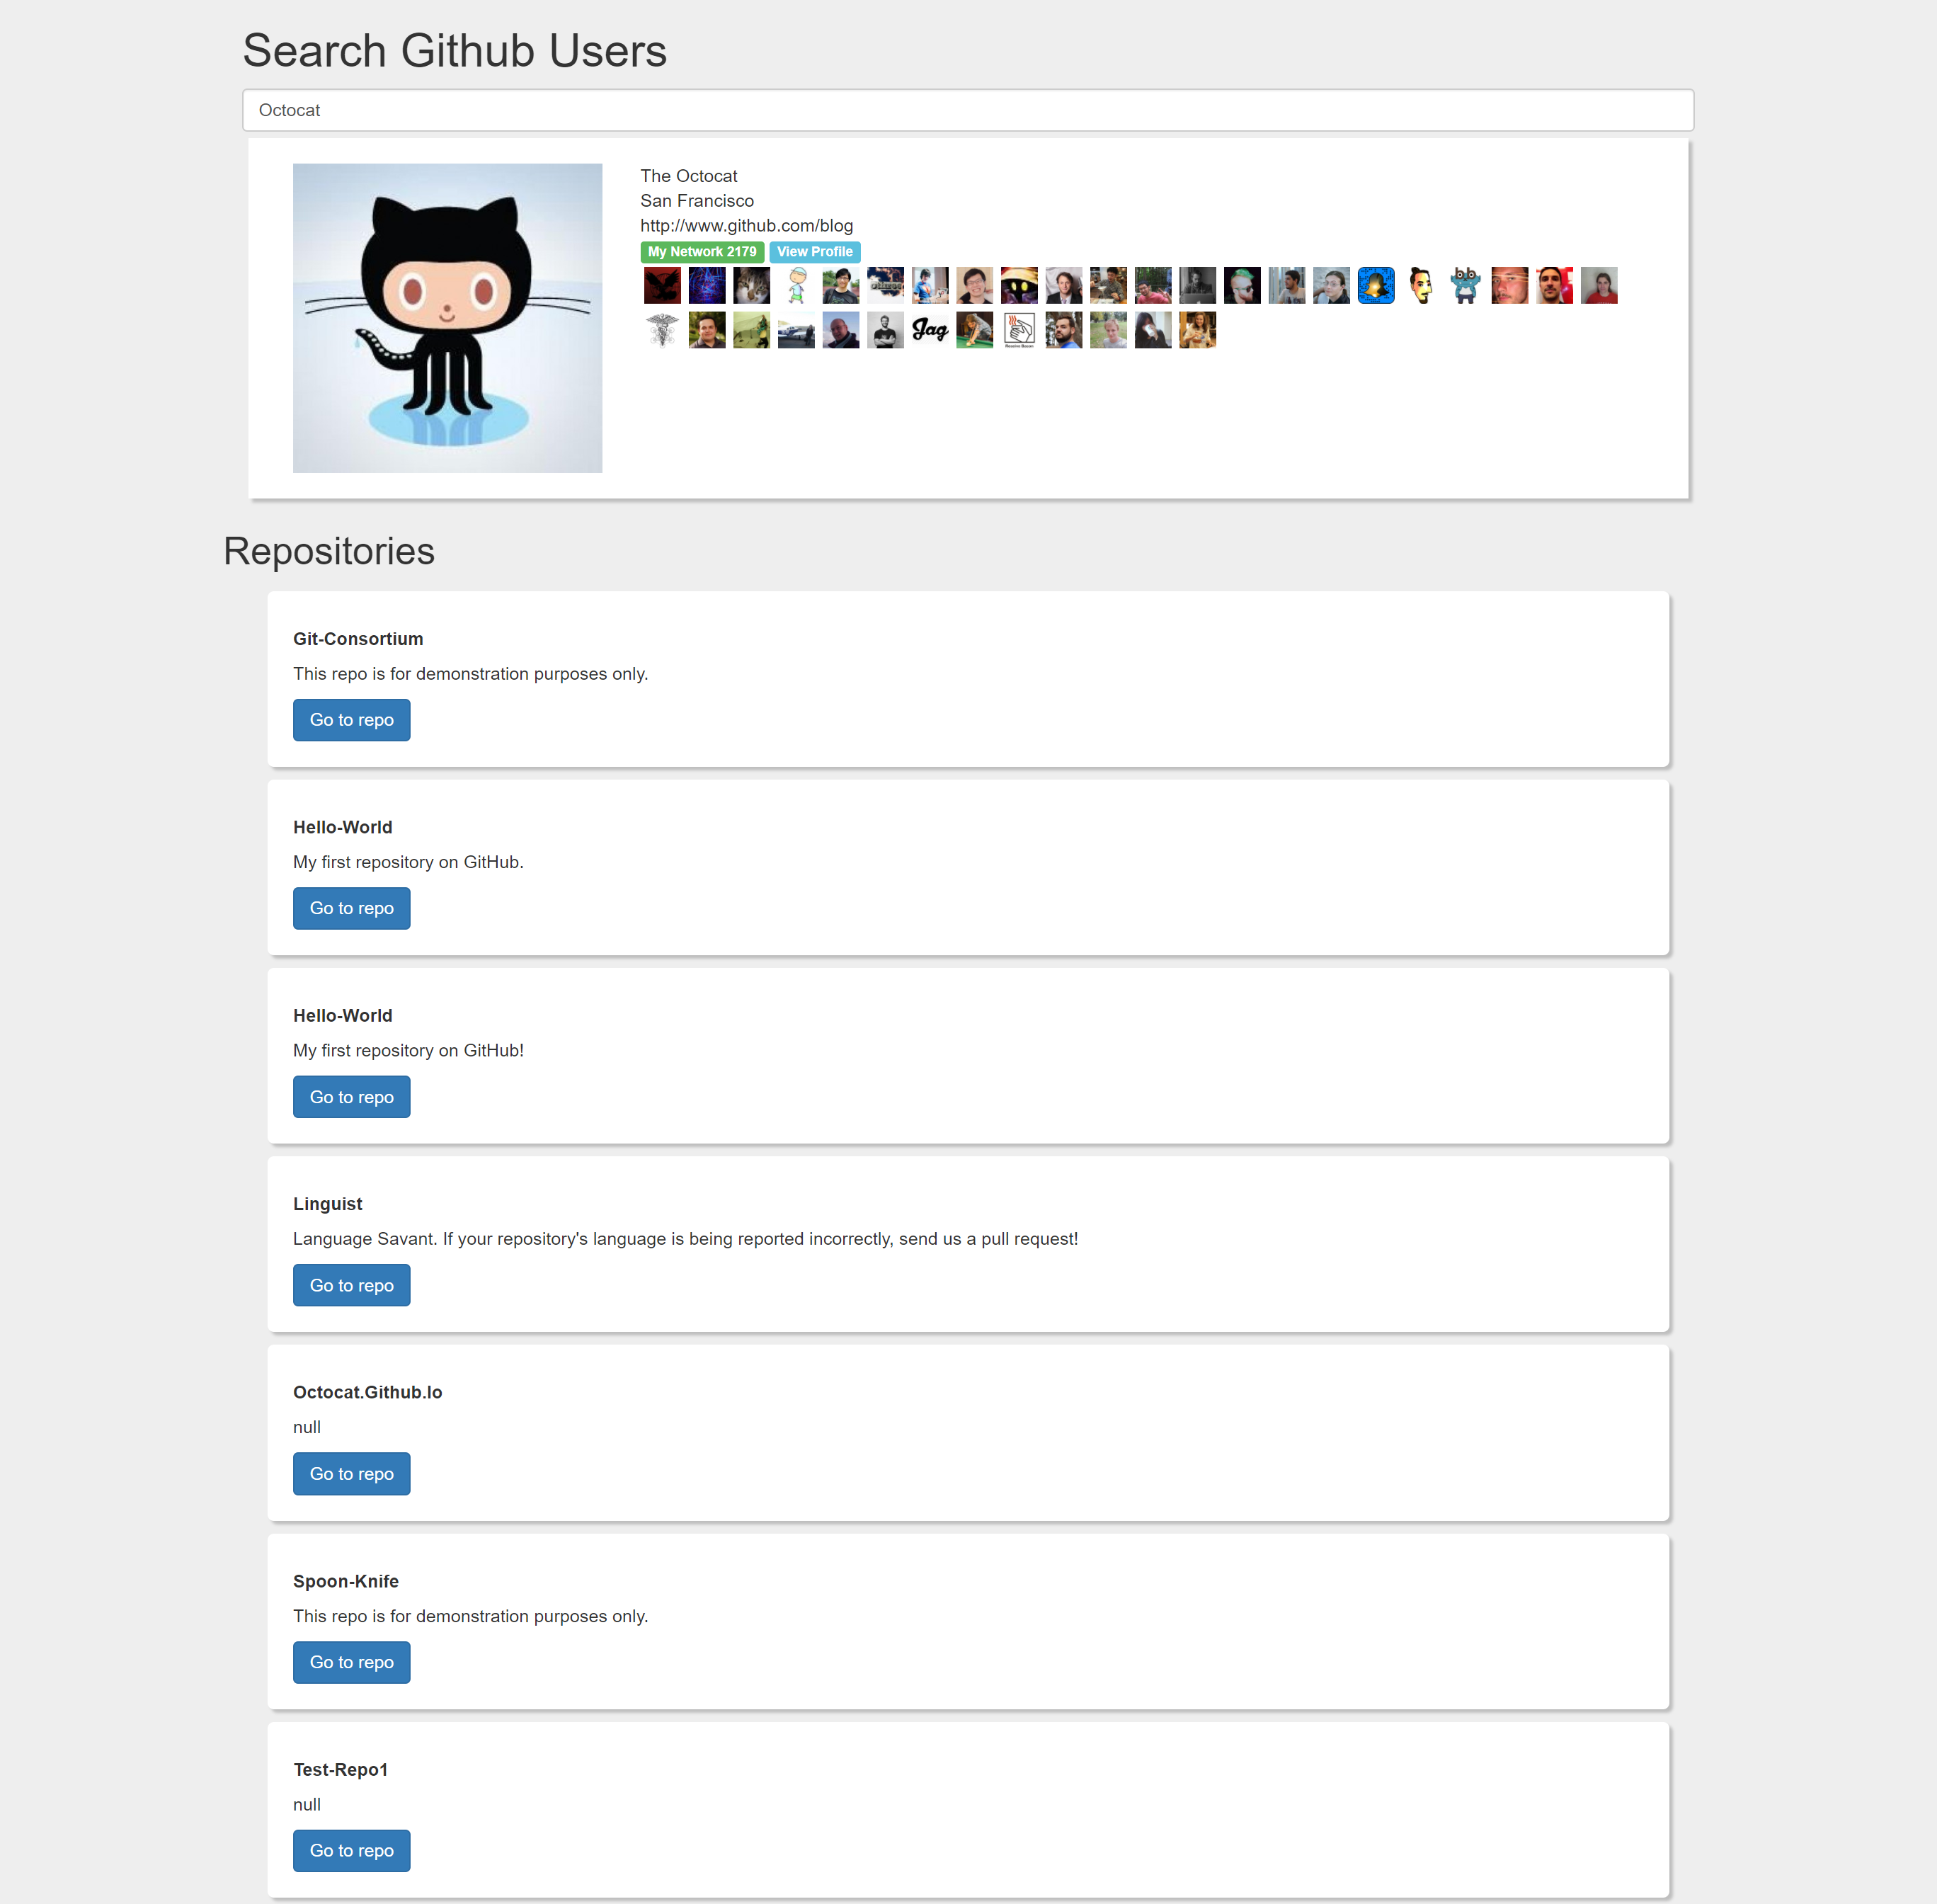 Search Github Users
Octocat
The Octocat
San Francisco
http://www.github.com/blog
My Network 2179 View Profile
Jag
Repositories
Git-Consortium
This repo is for demonstration purposes only.
Go to repo
Hello-World
My first repository on GitHub.
Go to repo
Hello-World
My first repository on GitHub!
Go to repo
Linguist
Language Savant. If your repository's language is being reported incorrectly, send us a pull request!
Go to repo
Octocat.Github.Io
null
Go to repo
Spoon-Knife
This repo is for demonstration purposes only.
Go to repo
Test-Repo1
null
Go to repo